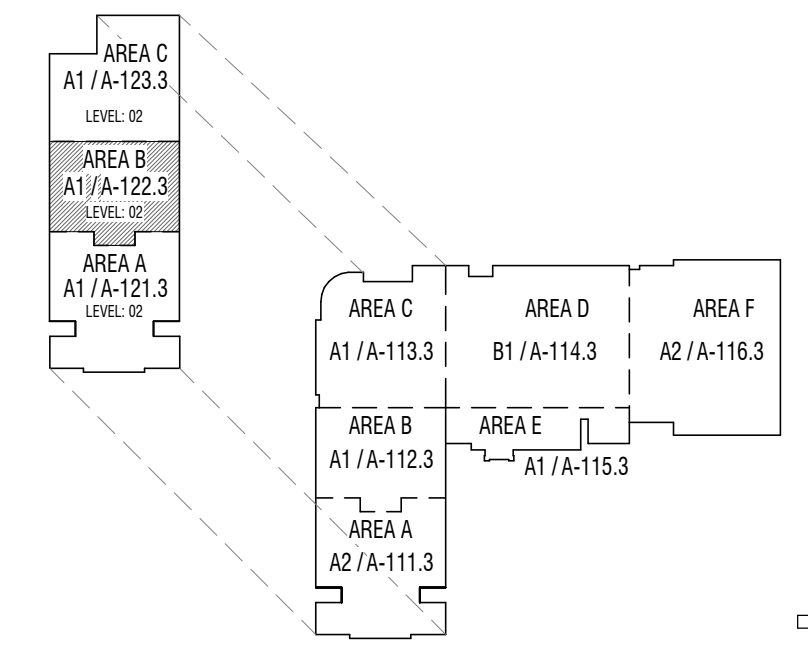 AREA C
A1 / A-123.3
LEVEL: 02
AREA B
A1 / A-122.3
LEVEL: 02
AREA A
A1 / A-121.3
LEVEL: 02
AREA C
A1 / A-113.3
AREA D
B1 / A-114.3
AREA F
A2 / A-116.3
AREA B
A1 / A-112.3
AREA E
A1 / A-115.3
AREA A
A2 / A-111.3